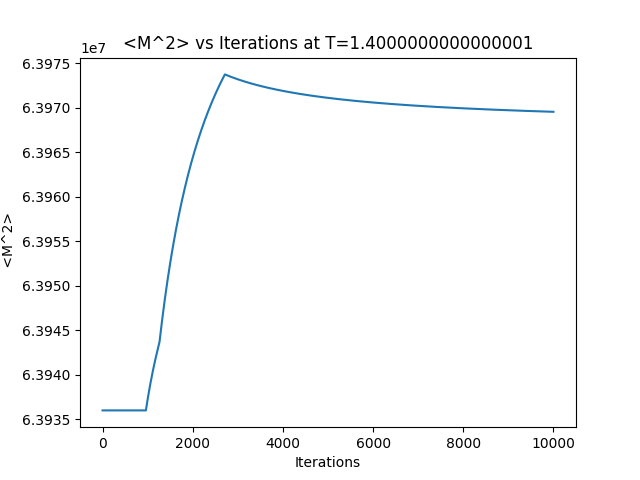 <M^2> vs Iterations at T=1.4000000000000001
1e7
6.3975
6.3970
6.3965
6.3960
6.3955
6.3950
6.3945
6.3940
6.3935
<M^2>
0 2000 4000 6000 8000 10000
Iterations